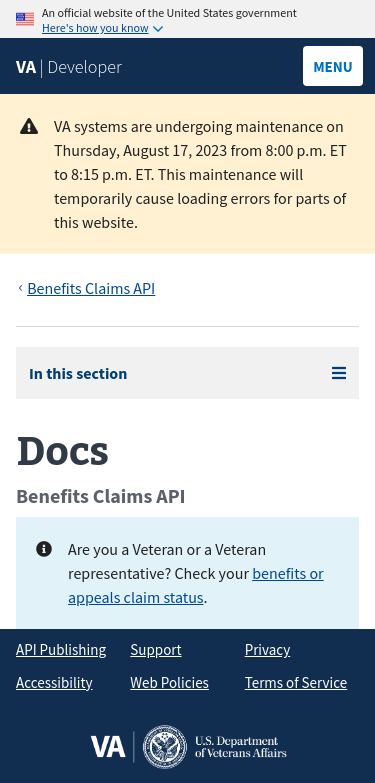 An official website of the United States government
Here's how you know
VA | Developer
MENU
VA systems are undergoing maintenance on
Thursday, August 17, 2023 from 8:00 p.m. ET
to 8:15 p.m. ET. This maintenance will
temporarily cause loading errors for parts of
this website.
Benefits Claims API
In this section
Docs
Benefits Claims API
Are you a Veteran or a Veteran
representative? Check your benefits or
appeals claim status.
API Publishing Support Privacy
Accessibility Web Policies Terms of Service
VA | U.S. Department
of Veterans Affairs